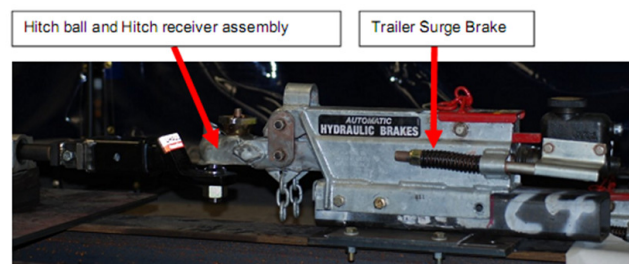 Hitch ball and Hitch receiver assembly
Trailer Surge Brake
AUTOMATIC
HYDRAULIC BRAKES